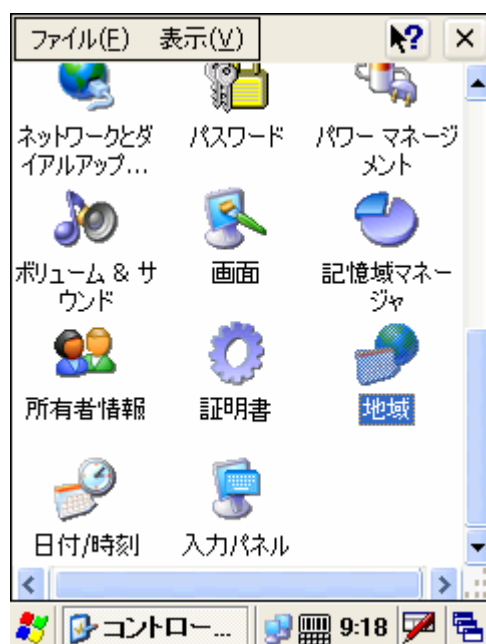 ファイル(F) 表示(V)
ネットワークとダ
イアルアップ...
パスワード
パワー マネージ
メント
ボリューム & サ
ウンド
画面
記憶域マネー
ジャ
所有者情報
証明書
地域
日付/時刻
入力パネル
コントロー... 9:18